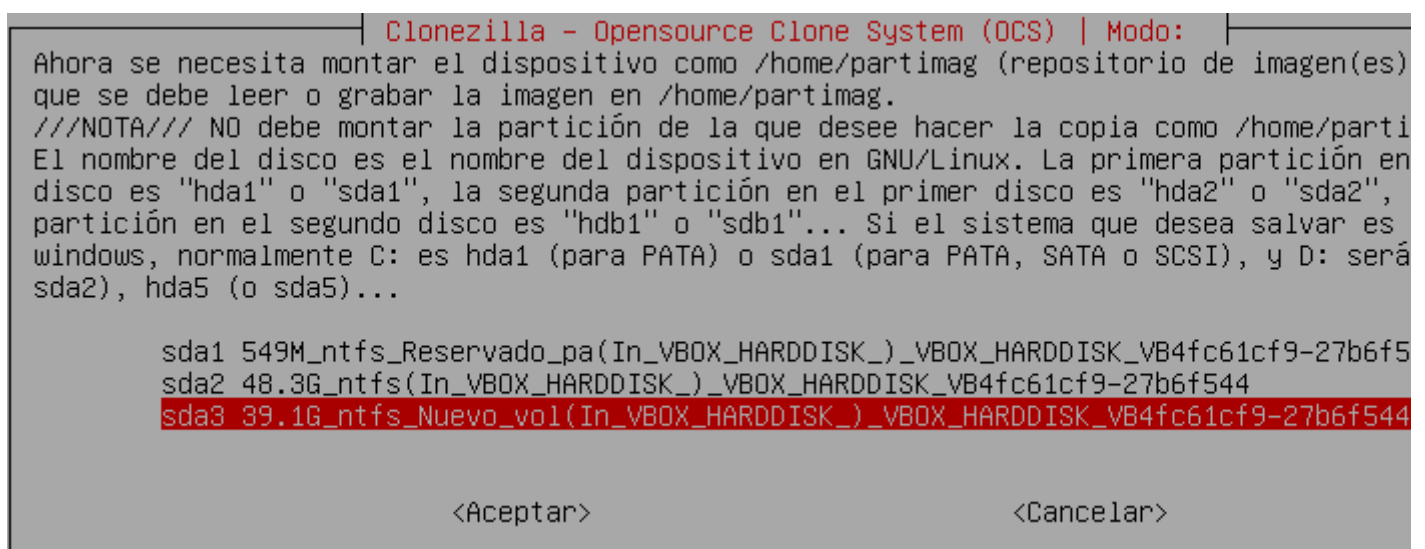 Clonezilla - Opensource Clone System (OCS) | Modo:
Ahora se necesita montar el dispositivo como /home/partimag (repositorio de imagen(es)
que se debe leer o grabar la imagen en /home/partimag.
///NOTA/// NO debe montar la partición de la que desee hacer la copia como /home/parti
El nombre del disco es el nombre del dispositivo en GNU/Linux. La primera partición en
disco es "hda1" o "sda1", la segunda partición en el primer disco es "hda2" o "sda2",
partición en el segundo disco es "hdb1" o "sdb1"... Si el sistema que desea salvar es
windows, normalmente C: es hda1 (para PATA) o sda1 (para PATA, SATA o SCSI), y D: será
sda2), hda5 (o sda5)...
sda1 549M_ntfs_Reservado_pa(In_VBOX_HARDDISK_)_VBOX_HARDDISK_VB4fc61cf9-27b6f5
sda2 48.3G_ntfs(In_VBOX_HARDDISK_)_VBOX_HARDDISK_VB4fc61cf9-27b6f544
sda3 39.1G_ntfs_Nuevo_vol(In_VBOX_HARDDISK_)_VBOX_HARDDISK_VB4fc61cf9-27b6f544
<Aceptar> <Cancelar>